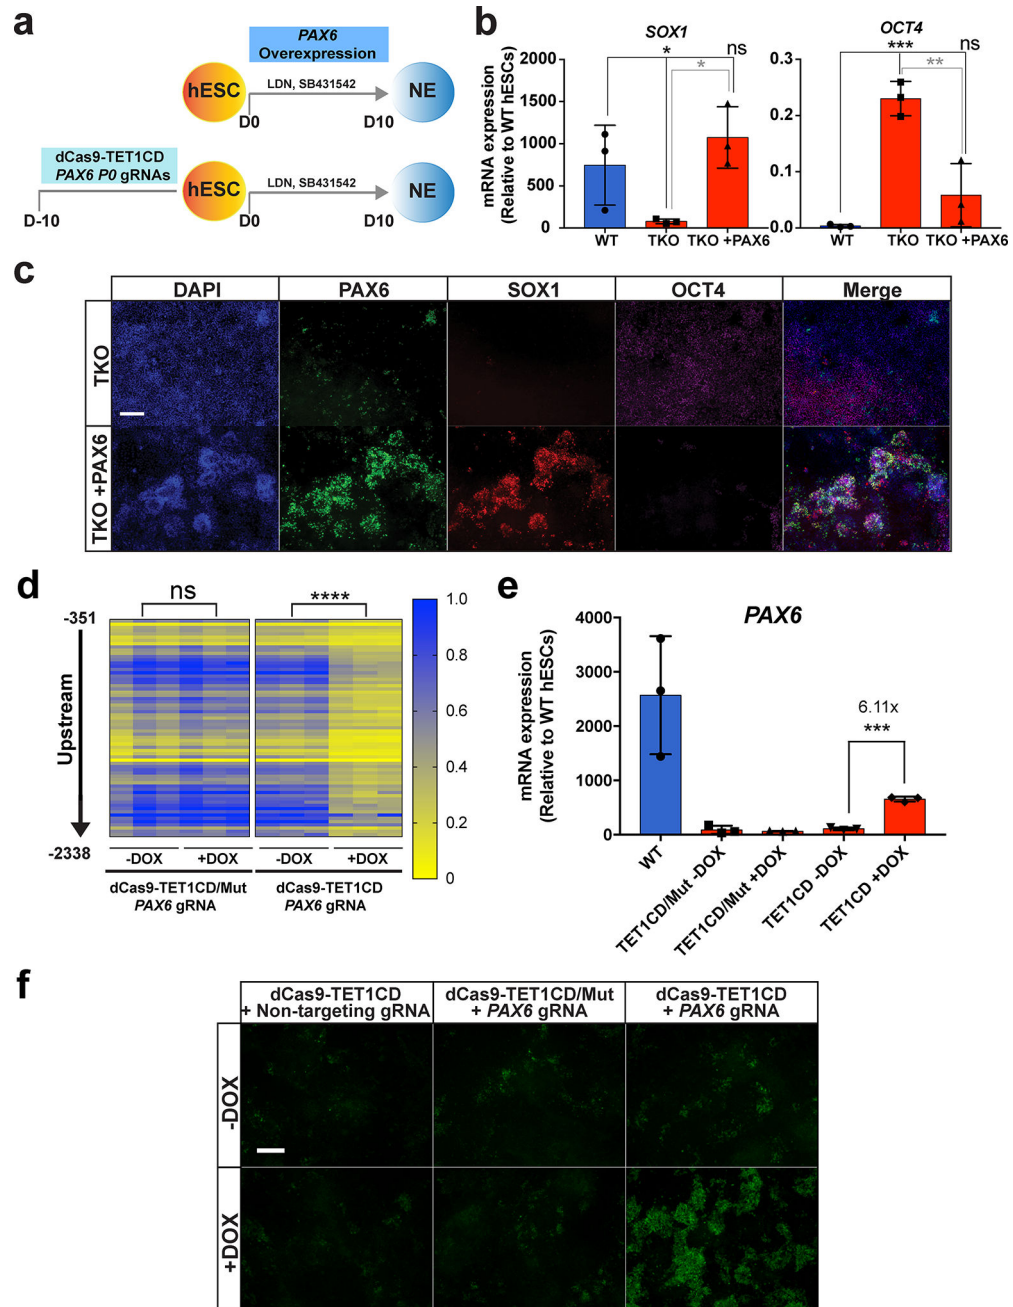 a
PAX6
Overexpression
hESC
LDN, SB431542
NE
D0
D10
dCas9-TET1CD
PAX6 P0 gRNAs
hESC
LDN, SB431542
NE
D-10
D0
D10
b
SOX1
mRNA expression
(Relative to WT hESCs)
2000
1500
1000
500
0
*
ns
*
WT
TKO
TKO +PAX6
OCT4
0.3
0.2
0.1
0.0
***
ns
**
WT
TKO
TKO +PAX6
c
DAPI
PAX6
SOX1
OCT4
Merge
TKO
TKO +PAX6
d
ns
****
-351
Upstream
-2338
1.0
0.8
0.6
0.4
0.2
0
-DOX
+DOX
-DOX
+DOX
dCas9-TET1CD/Mut
PAX6 gRNA
dCas9-TET1CD
PAX6 gRNA
e
PAX6
mRNA expression
(Relative to WT hESCs)
4000
3000
2000
1000
0
6.11x
***
WT
TET1CD/Mut -DOX
TET1CD/Mut +DOX
TET1CD -DOX
TET1CD +DOX
f
dCas9-TET1CD
+ Non-targeting gRNA
dCas9-TET1CD/Mut
+ PAX6 gRNA
dCas9-TET1CD
+ PAX6 gRNA
-DOX
+DOX